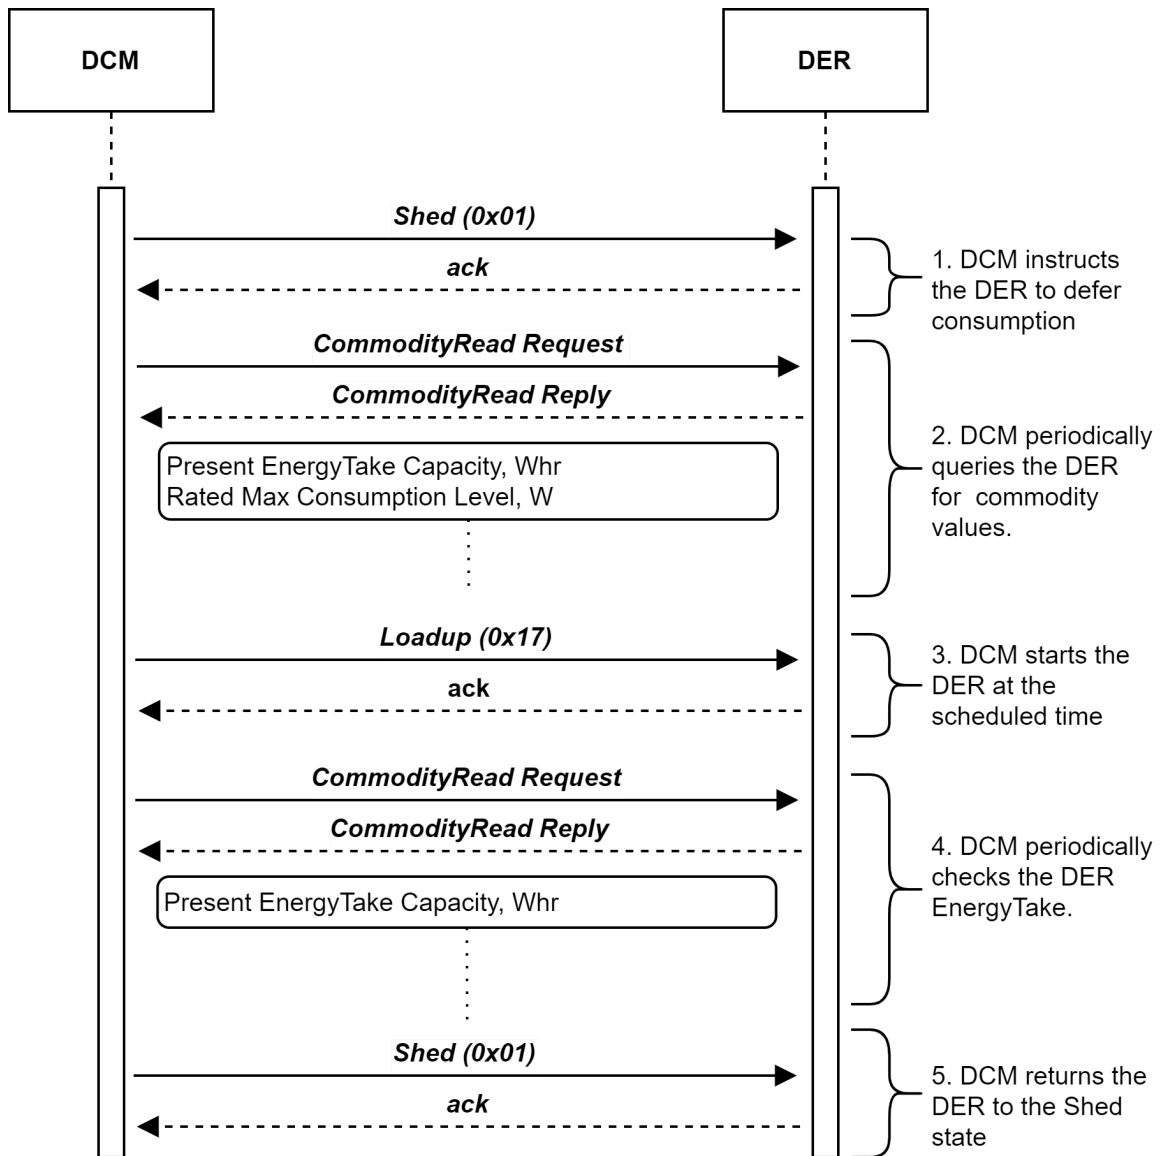 DCM
DER
Shed (0x01)
ack
1. DCM instructs
the DER to defer
consumption
CommodityRead Request
CommodityRead Reply
Present EnergyTake Capacity, Whr
Rated Max Consumption Level, W
2. DCM periodically
queries the DER
for commodity
values.
Loadup (0x17)
ack
3. DCM starts the
DER at the
scheduled time
CommodityRead Request
CommodityRead Reply
Present EnergyTake Capacity, Whr
4. DCM periodically
checks the DER
EnergyTake.
Shed (0x01)
ack
5. DCM returns the
DER to the Shed
state